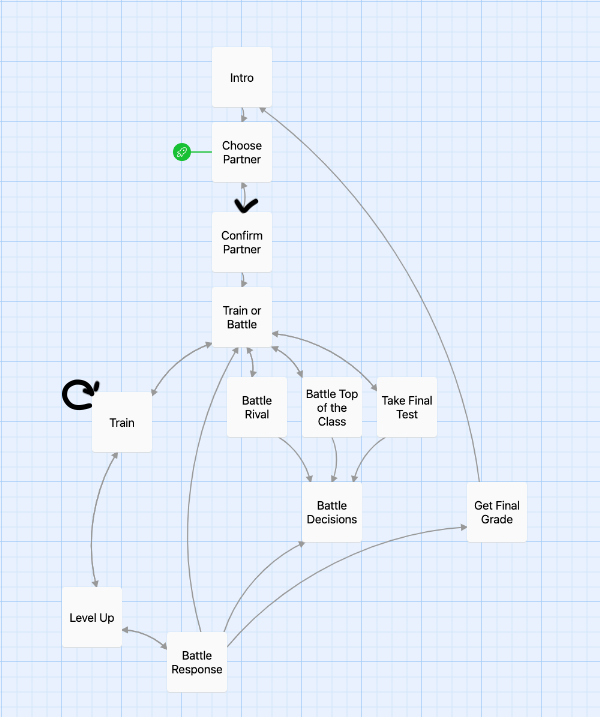 Intro
Choose
Partner
Confirm
Partner
Train or
Battle
Battle
Rival
Battle Top
of the
Class
Take Final
Test
Train
Battle
Decisions
Get Final
Grade
Level Up
Battle
Response